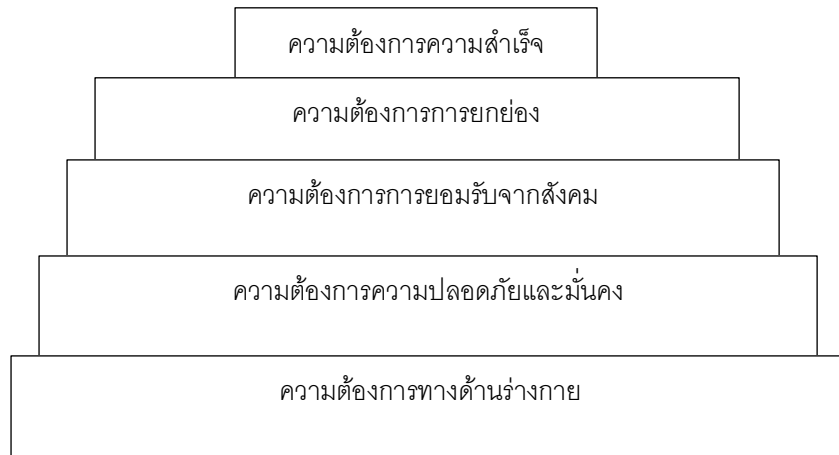 ความต้องการความสำเร็จ
ความต้องการการยกย่อง
ความต้องการการยอมรับจากสังคม
ความต้องการความปลอดภัยและมั่นคง
ความต้องการทางด้านร่างกาย